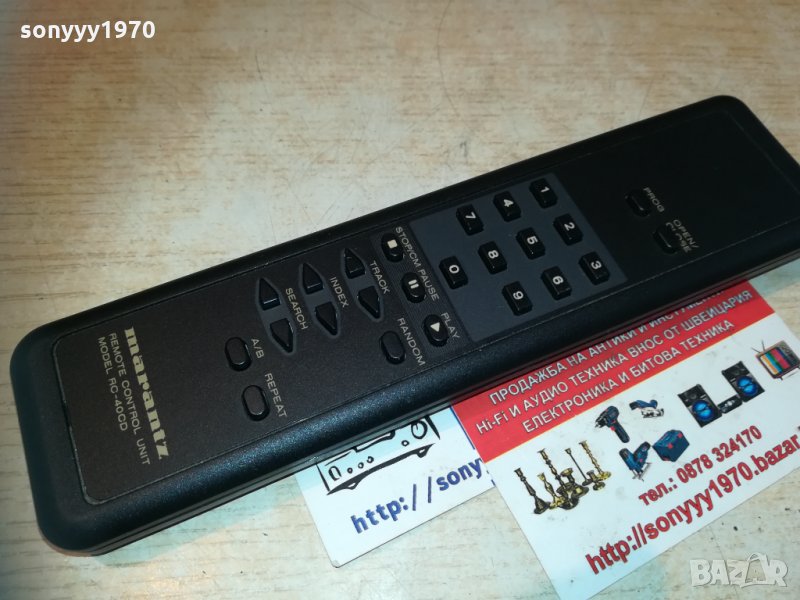 sonyyy1970
PROG
OPEN/
CLOSE
1
2
3
4
5
6
7
8
9
0
STOP/CM
PAUSE
PLAY
TRACK
INDEX
SEARCH
RANDOM
A/B
REPEAT
marantz
REMOTE CONTROL UNIT
MODEL RC-40CD
ПРОДАЖБА НА АНТИКИ И
Hi-Fi И АУДИО ТЕХНИКА ВНОС ОТ ШВЕЙЦАРИЯ
ЕЛЕКТРОНИКА И БИТОВА ТЕХНИКА
тел.: 0878 324170
http://sonyyy1970.bazar.
http://sony
BAZAR